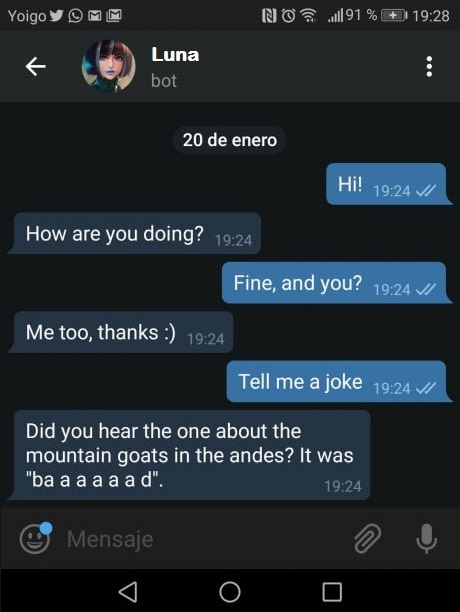 Yoigo 91 % 19:28
Luna
bot
20 de enero
Hi! 19:24
How are you doing? 19:24
Fine, and you? 19:24
Me too, thanks :) 19:24
Tell me a joke 19:24
Did you hear the one about the
mountain goats in the andes? It was
"ba a a a a a d".
19:24
Mensaje